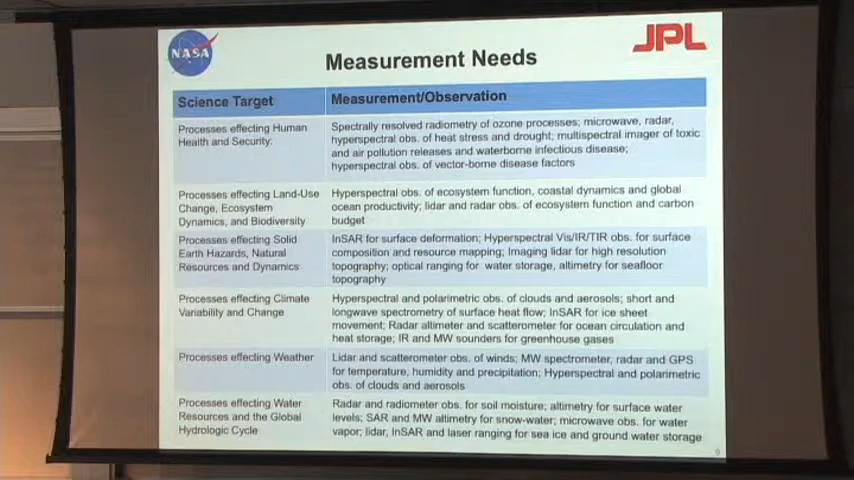 NASA
JPL
Measurement Needs
Science Target
Measurement/Observation
Processes effecting Human
Health and Security:
Spectrally resolved radiometry of ozone processes; microwave, radar,
hyperspectral obs. of heat stress and drought; multispectral imager of toxic
and air pollution releases and waterborne infectious disease;
hyperspectral obs. of vector-borne disease factors
Processes effecting Land-Use
Change, Ecosystem
Dynamics, and Biodiversity
Hyperspectral obs. of ecosystem function, coastal dynamics and global
ocean productivity; lidar and radar obs. of ecosystem function and carbon
budget
Processes effecting Solid
Earth Hazards, Natural
Resources and Dynamics
InSAR for surface deformation; Hyperspectral Vis/IR/TIR obs. for surface
composition and resource mapping; Imaging lidar for high resolution
topography; optical ranging for water storage, altimetry for seafloor
topography
Processes effecting Climate
Variability and Change
Hyperspectral and polarimetric obs. of clouds and aerosols; short and
longwave spectrometry of surface heat flow; InSAR for ice sheet
movement; Radar altimeter and scatterometer for ocean circulation and
heat storage; IR and MW sounders for greenhouse gases
Processes effecting Weather
Lidar and scatterometer obs. of winds; MW spectrometer, radar and GPS
for temperature, humidity and precipitation; Hyperspectral and polarimetric
obs. of clouds and aerosols
Processes effecting Water
Resources and the Global
Hydrologic Cycle
Radar and radiometer obs. for soil moisture; altimetry for surface water
levels; SAR and MW altimetry for snow-water; microwave obs. for water
vapor; lidar, InSAR and laser ranging for sea ice and ground water storage
9